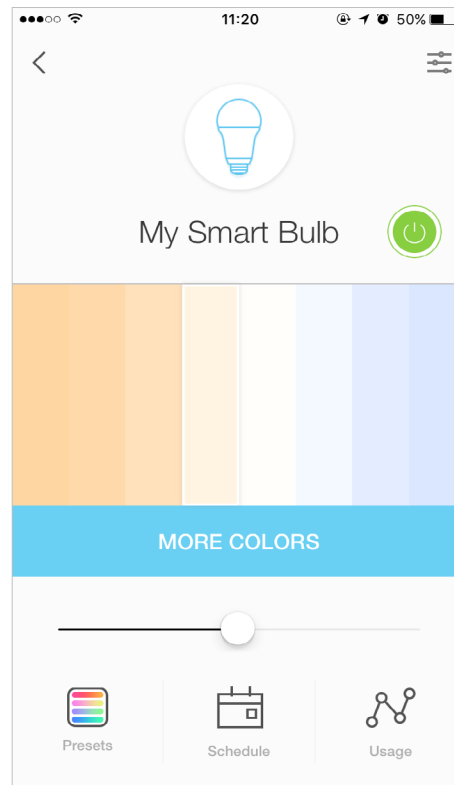 11:20
50%
My Smart Bulb
MORE COLORS
Presets
Schedule
Usage